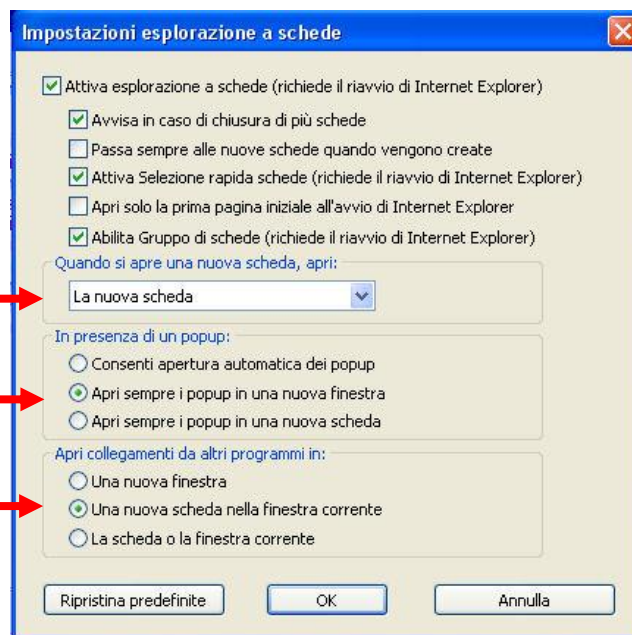 Impostazioni esplorazione a schede
Attiva esplorazione a schede (richiede il riavvio di Internet Explorer)
Avvisa in caso di chiusura di più schede
Passa sempre alle nuove schede quando vengono create
Attiva Selezione rapida schede (richiede il riavvio di Internet Explorer)
Apri solo la prima pagina iniziale all'avvio di Internet Explorer
Abilita Gruppo di schede (richiede il riavvio di Internet Explorer)
Quando si apre una nuova scheda, apri:
La nuova scheda
In presenza di un popup:
Consenti apertura automatica dei popup
Apri sempre i popup in una nuova finestra
Apri sempre i popup in una nuova scheda
Apri collegamenti da altri programmi in:
Una nuova finestra
Una nuova scheda nella finestra corrente
La scheda o la finestra corrente
Ripristina predefinite OK Annulla